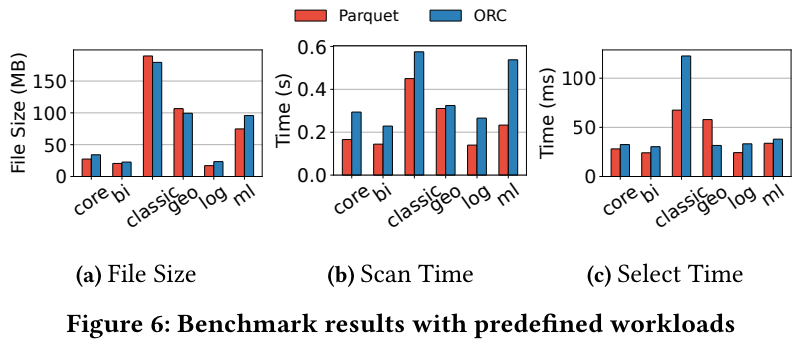 Parquet ORC
File Size (MB)
150
100
50
0
core bi classic geo log ml
(a) File Size
Time (s)
0.6
0.4
0.2
0.0
core bi classic geo log ml
(b) Scan Time
Time (ms)
100
50
0
core bi classic geo log ml
(c) Select Time
Figure 6: Benchmark results with predefined workloads